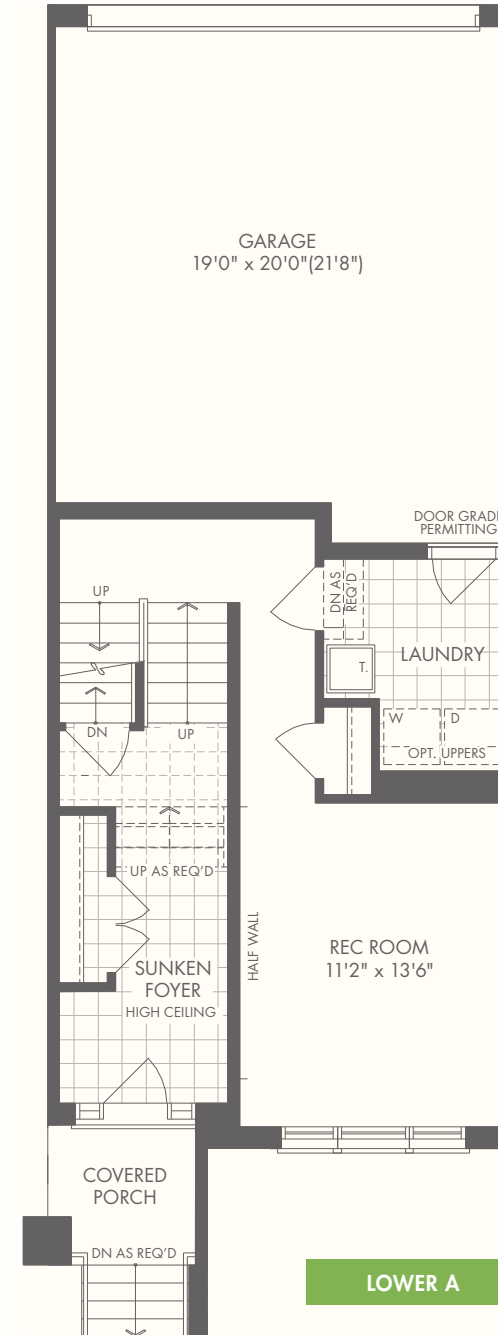 GARAGE
19'0" x 20'0"(21'8")
DOOR GRADE
PERMITTING
UP
DN AS
REQ'D
LAUNDRY
T.
DN
UP
W
D
OPT. UPPERS
UP AS REQ'D
HALF WALL
REC ROOM
11'2" x 13'6"
SUNKEN
FOYER
HIGH CEILING
COVERED
PORCH
DN AS REQ'D
LOWER A